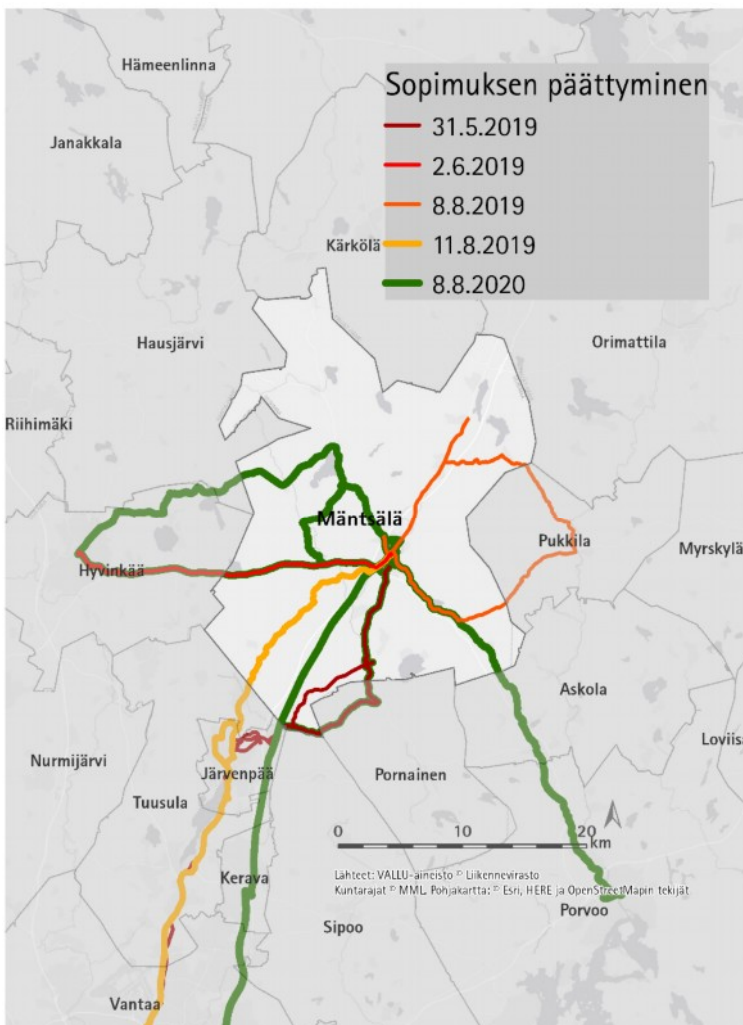 Hämeenlinna
Sopimuksen päättyminen
31.5.2019
2.6.2019
8.8.2019
11.8.2019
8.8.2020
Janakkala
Kärkölä
Hausjärvi
Orimattila
Riihimäki
Mäntsälä
Pukkila
Myrskylä
Hyvinkää
Askola
Loviisa
Nurmijärvi
Järvenpää
Pornainen
Tuusula
0 10 20
km
Kerava
Lähteet: VALLU-aineisto © Liikennevirasto
Kuntarajat © MML. Pohjakartta: © Esri, HERE ja OpenStreetMapin tekijät
Porvoo
Sipoo
Vantaa